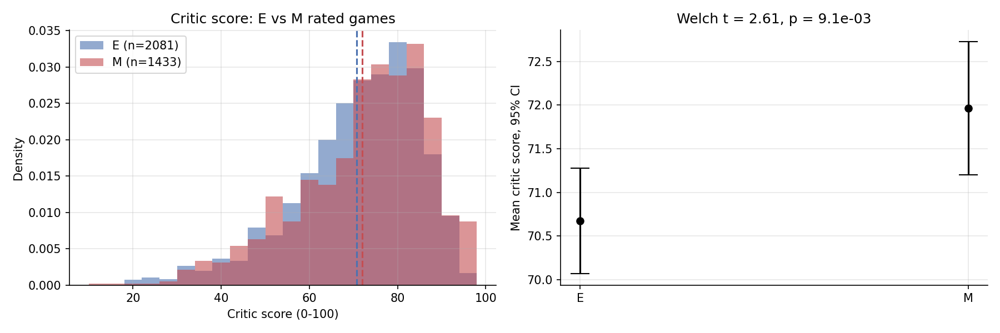 Critic score: E vs M rated games
E (n=2081)
M (n=1433)
Density
0.035
0.030
0.025
0.020
0.015
0.010
0.005
0.000
20
40
60
80
100
Critic score (0-100)
Welch t = 2.61, p = 9.1e-03
Mean critic score, 95% CI
72.5
72.0
71.5
71.0
70.5
70.0
E
M